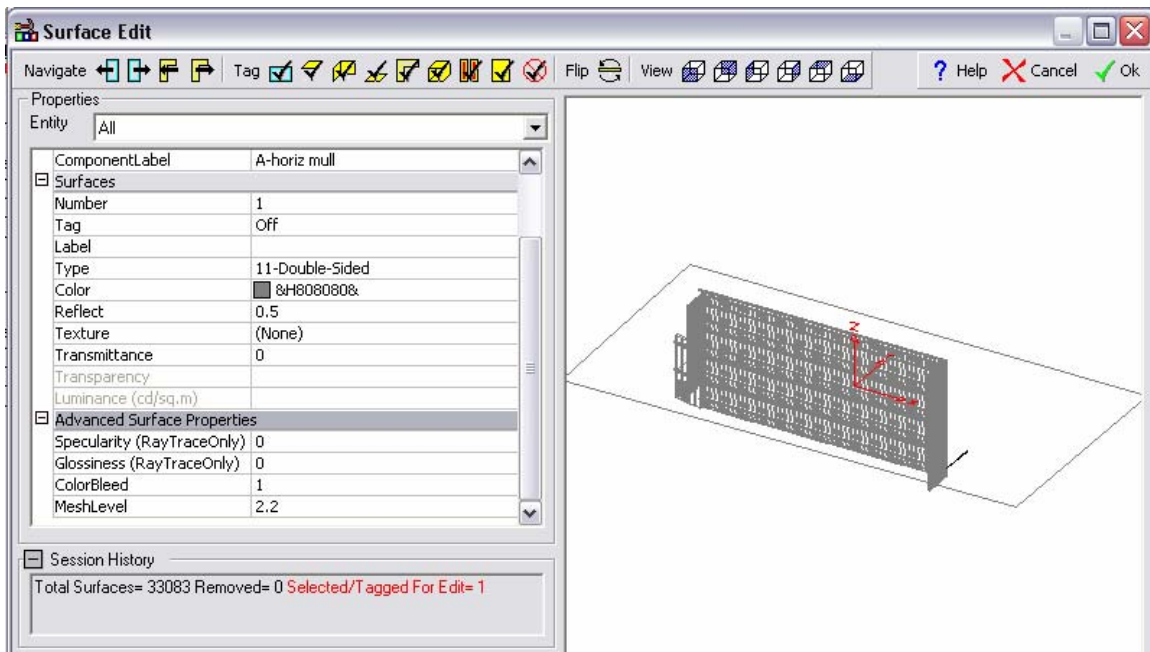 Surface Edit
Navigate Tag Flip View ? Help Cancel Ok
Properties
Entity All
ComponentLabel A-horiz mull
Surfaces
Number 1
Tag Off
Label
Type 11-Double-Sided
Color &H808080&
Reflect 0.5
Texture (None)
Transmittance 0
Transparency
Luminance (cd/sq.m)
Advanced Surface Properties
Specularity (RayTraceOnly) 0
Glossiness (RayTraceOnly) 0
ColorBleed 1
MeshLevel 2.2
Session History
Total Surfaces= 33083 Removed= 0 Selected/Tagged For Edit= 1
Z